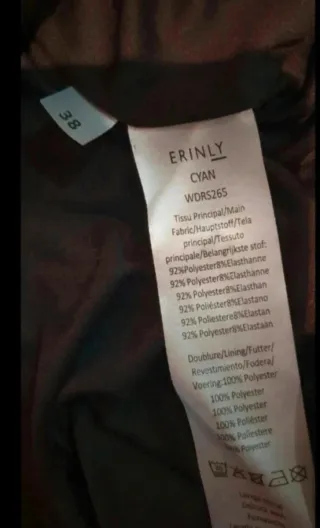 38
ERINLY
CYAN
WDRS265
Tissu Principal/Main
Fabric/Hauptstoff/Tela
principal/Tessuto
principale/Belangrijkste stof:
92%Polyester8%Elasthanne
92% Polyester8%Elasthanne
92% Polyester8%Elasthan
92% Poliéster8%Elastano
92% Poliestere8%Elastan
92% Polyester8%Elastaan
Doublure/Lining/Futter/
Revestimiento/Fodera/
Voering:100% Polyester
100% Polyester
100% Polyester
100% Poliéster
100% Poliestere
Polyester